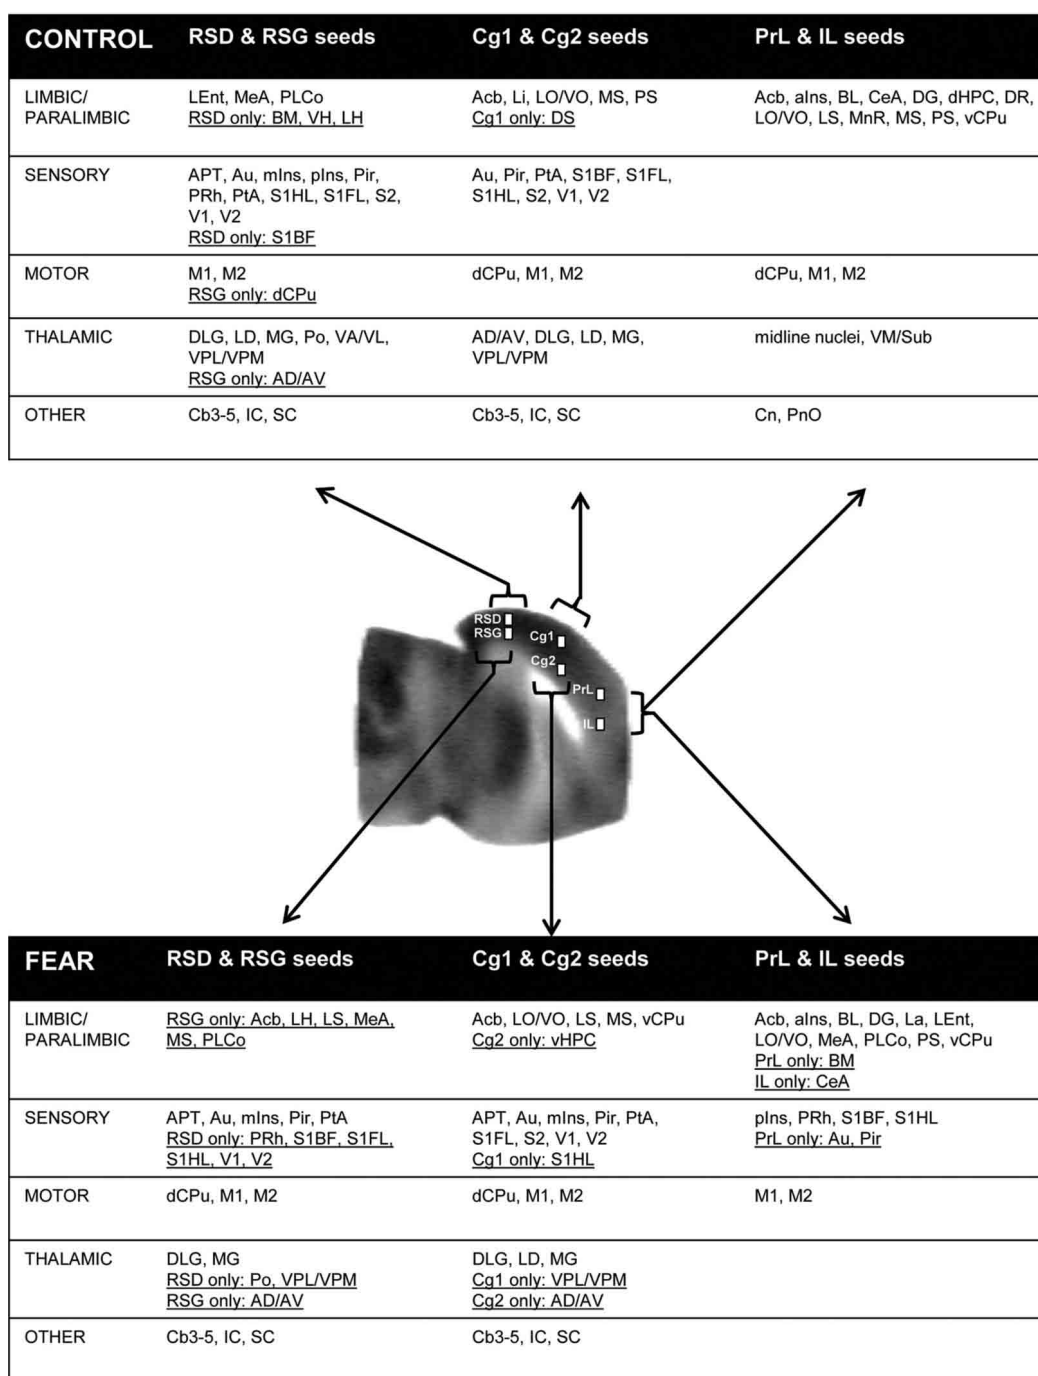 CONTROL RSD & RSG seeds Cg1 & Cg2 seeds PrL & IL seeds
LIMBIC/
PARALIMBIC
LEnt, MeA, PLCo
RSD only: BM, VH, LH
Acb, Li, LO/VO, MS, PS
Cg1 only: DS
Acb, aIns, BL, CeA, DG, dHPC, DR,
LO/VO, LS, MnR, MS, PS, vCPu
SENSORY
APT, Au, mIns, pIns, Pir,
PRh, PtA, S1HL, S1FL, S2,
V1, V2
RSD only: S1BF
Au, Pir, PtA, S1BF, S1FL,
S1HL, S2, V1, V2
MOTOR
M1, M2
RSG only: dCPu
dCPu, M1, M2
dCPu, M1, M2
THALAMIC
DLG, LD, MG, Po, VA/VL,
VPL/VPM
RSG only: AD/AV
AD/AV, DLG, LD, MG,
VPL/VPM
midline nuclei, VM/Sub
OTHER
Cb3-5, IC, SC
Cb3-5, IC, SC
Cn, PnO
RSD
RSG
Cg1
Cg2
PrL
IL
FEAR RSD & RSG seeds Cg1 & Cg2 seeds PrL & IL seeds
LIMBIC/
PARALIMBIC
RSG only: Acb, LH, LS, MeA,
MS, PLCo
Acb, LO/VO, LS, MS, vCPu
Cg2 only: vHPC
Acb, aIns, BL, DG, La, LEnt,
LO/VO, MeA, PLCo, PS, vCPu
PrL only: BM
IL only: CeA
SENSORY
APT, Au, mIns, Pir, PtA
RSD only: PRh, S1BF, S1FL,
S1HL, V1, V2
APT, Au, mIns, Pir, PtA,
S1FL, S2, V1, V2
Cg1 only: S1HL
pIns, PRh, S1BF, S1HL
PrL only: Au, Pir
MOTOR
dCPu, M1, M2
dCPu, M1, M2
M1, M2
THALAMIC
DLG, MG
RSD only: Po, VPL/VPM
RSG only: AD/AV
DLG, LD, MG
Cg1 only: VPL/VPM
Cg2 only: AD/AV
OTHER
Cb3-5, IC, SC
Cb3-5, IC, SC